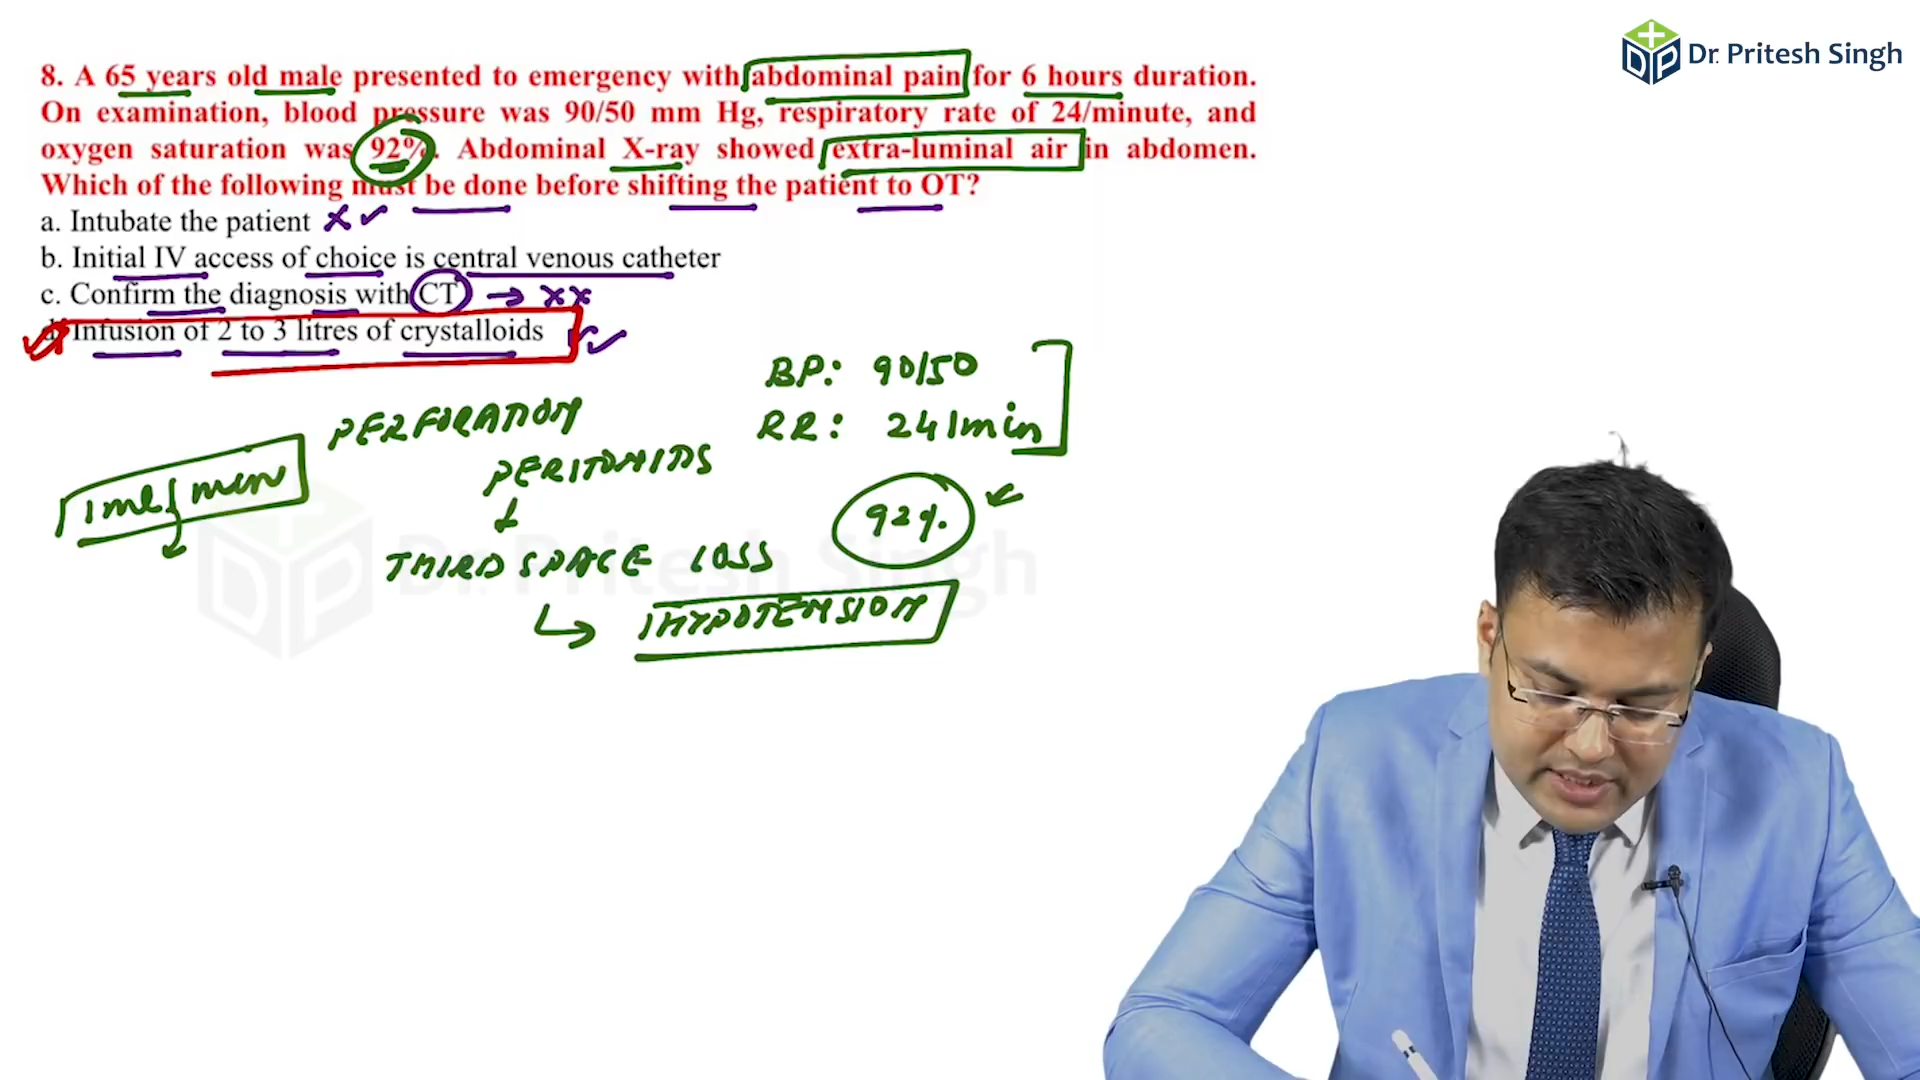 Dr. Pritesh Singh
8. A 65 years old male presented to emergency with abdominal pain for 6 hours duration.
On examination, blood pressure was 90/50 mm Hg, respiratory rate of 24/minute, and
oxygen saturation was 92%. Abdominal X-ray showed extra-luminal air in abdomen.
Which of the following must be done before shifting the patient to OT?
a. Intubate the patient
b. Initial IV access of choice is central venous catheter
c. Confirm the diagnosis with CT
d. Infusion of 2 to 3 litres of crystalloids
BP: 90/50
RR: 24/min
PERFORATION
PERITONITIS
1ml/min
92%.
THIRD SPACE LOSS
HYPOTENSION
Dr. Pritesh Singh